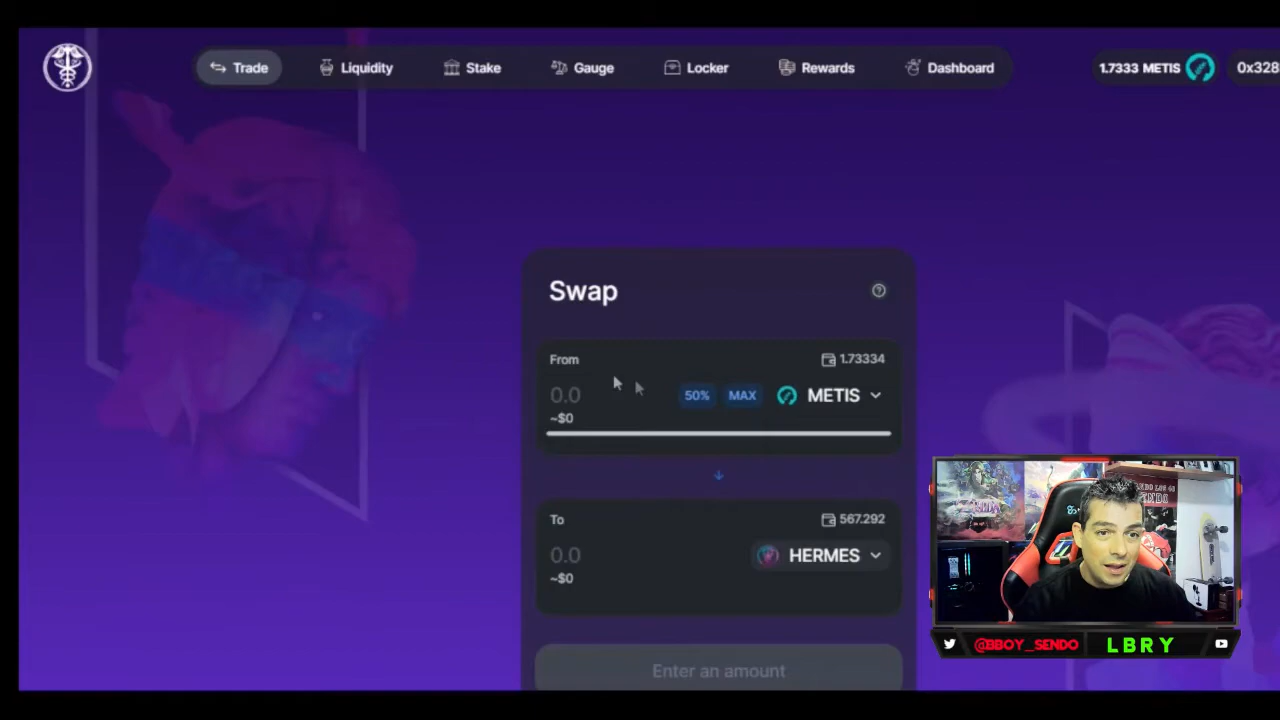 Trade
Liquidity
Stake
Gauge
Locker
Rewards
Dashboard
1.7333 METIS
0x328
Swap
From
1.73334
0.0
50%
MAX
METIS
~$0
To
567.292
0.0
HERMES
~$0
Enter an amount
SENDO
@BBOY_SENDO
LBRY